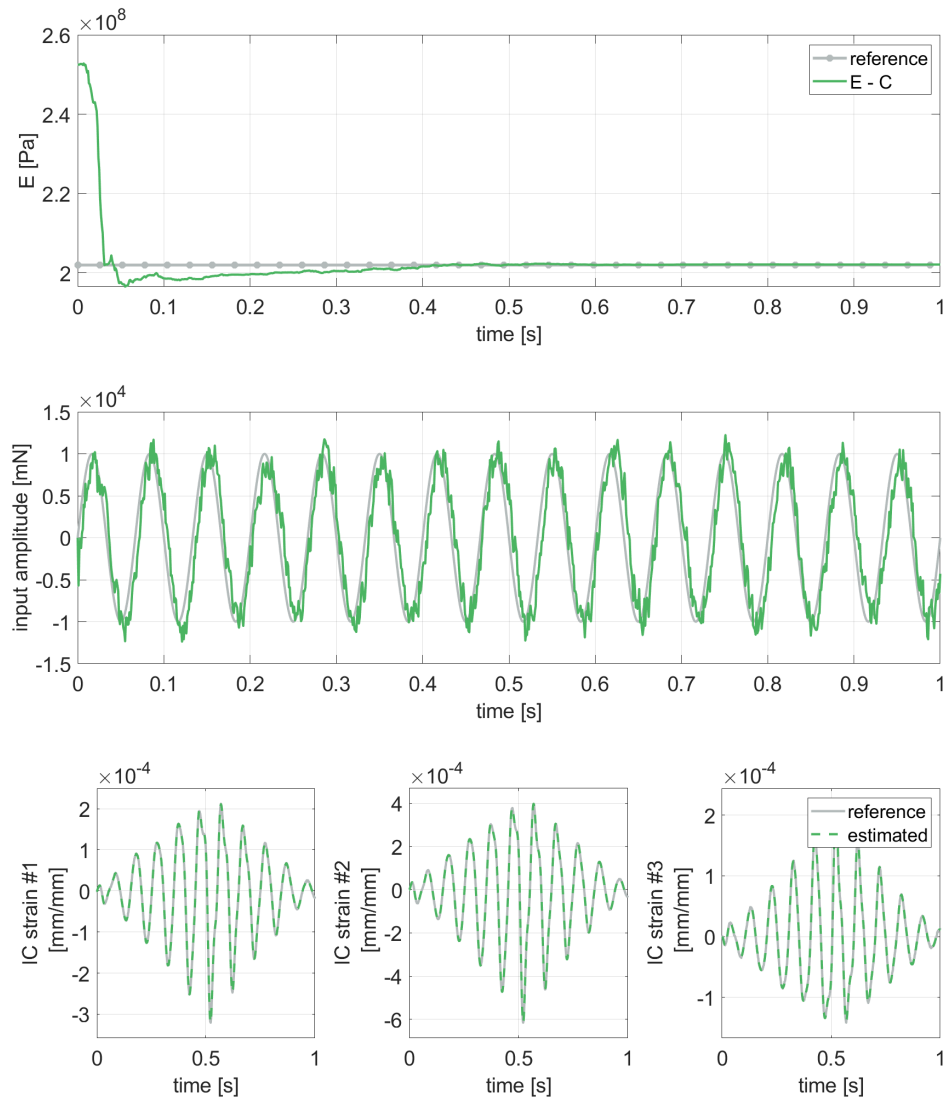 ×10^8
2.6
2.4
2.2
2
E [Pa]
reference
E - C
0 0.1 0.2 0.3 0.4 0.5 0.6 0.7 0.8 0.9 1
time [s]
×10^4
1.5
1
0.5
0
-0.5
-1
-1.5
input amplitude [mN]
0 0.1 0.2 0.3 0.4 0.5 0.6 0.7 0.8 0.9 1
time [s]
×10^-4
2
1
0
-1
-2
-3
IC strain #1
[mm/mm]
0 0.5 1
time [s]
×10^-4
4
2
0
-2
-4
-6
IC strain #2
[mm/mm]
0 0.5 1
time [s]
×10^-4
2
1
0
-1
IC strain #3
[mm/mm]
reference
estimated
0 0.5 1
time [s]